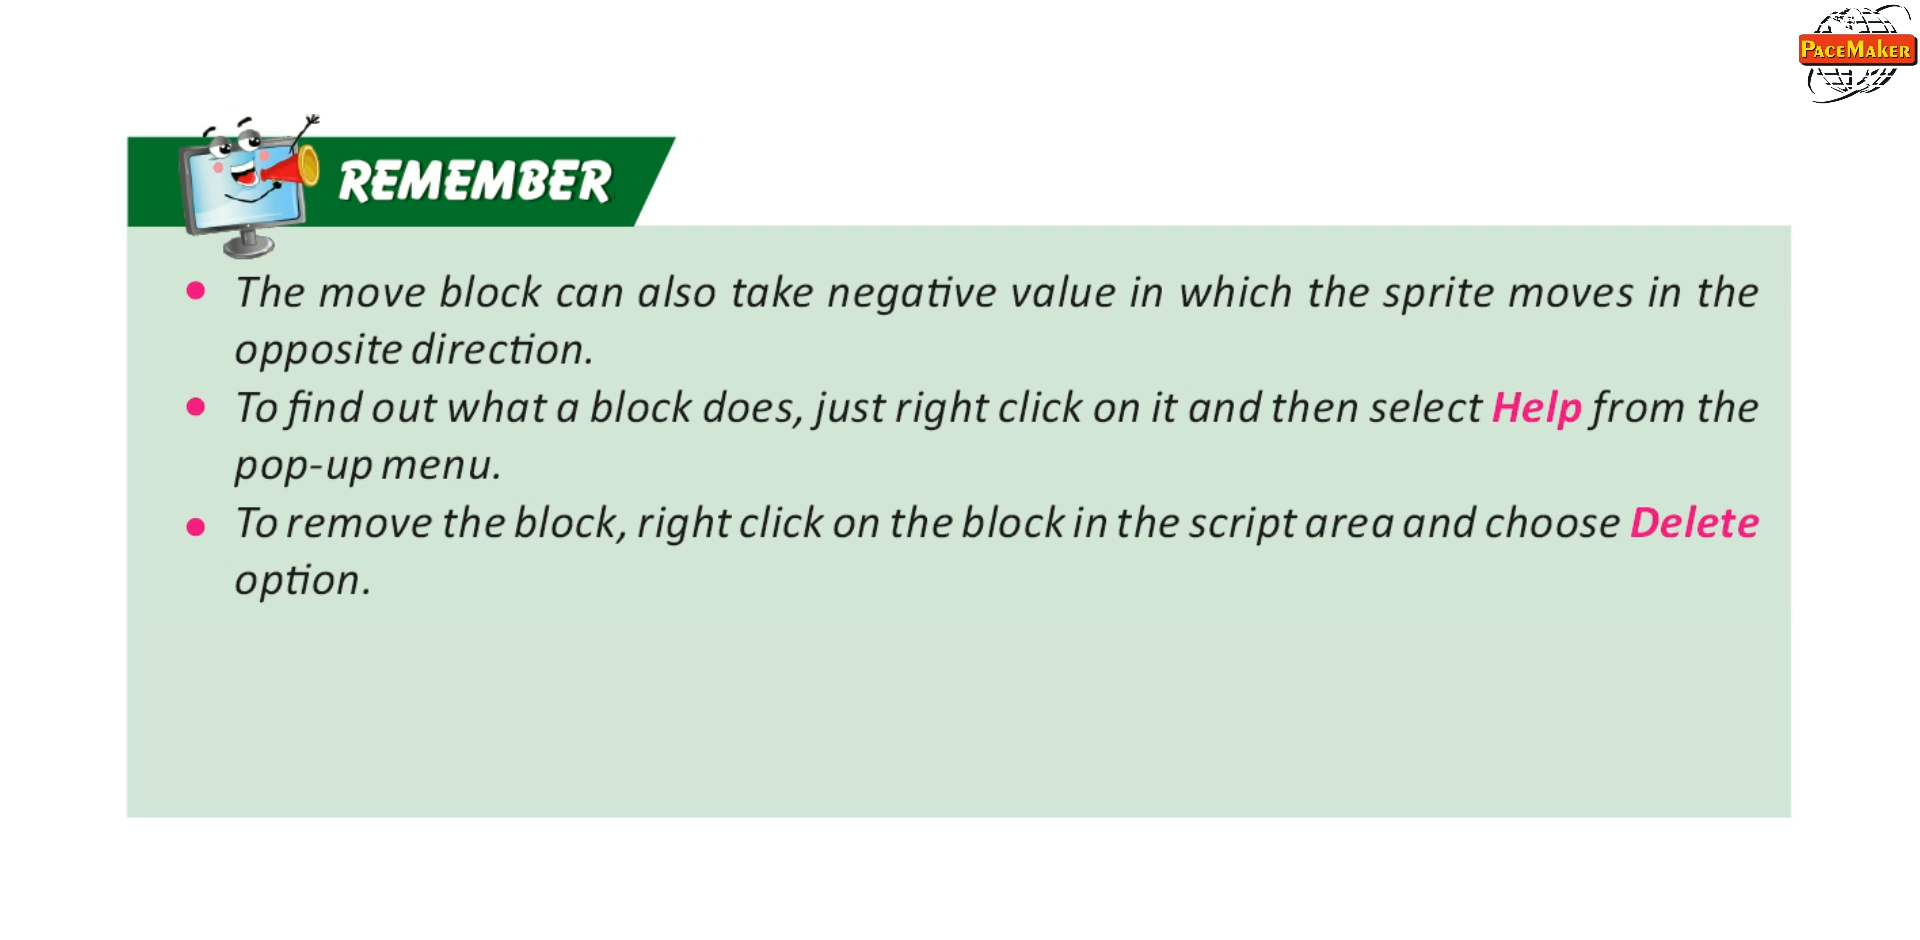 PACEMAKER
REMEMBER
• The move block can also take negative value in which the sprite moves in the
opposite direction.
• To find out what a block does, just right click on it and then select Help from the
pop-up menu.
• To remove the block, right click on the block in the script area and choose Delete
option.